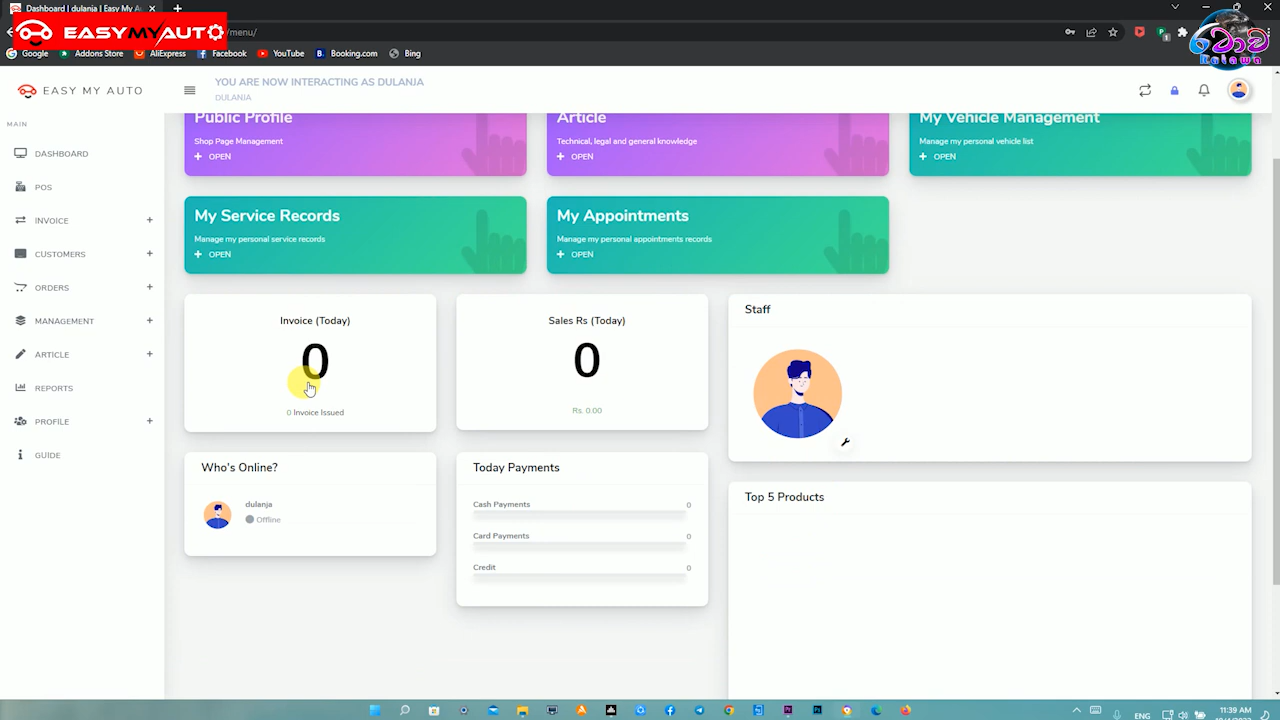 Dashboard | dulania | Easy My Au
EASYMYAUTO
/menu/
Google
Addons Store
AliExpress
Facebook
YouTube
Booking.com
Bing
Kalawa
EASY MY AUTO
YOU ARE NOW INTERACTING AS DULANJA
DULANJA
MAIN
DASHBOARD
POS
INVOICE
CUSTOMERS
ORDERS
MANAGEMENT
ARTICLE
REPORTS
PROFILE
GUIDE
Public Profile
Shop Page Management
OPEN
Article
Technical, legal and general knowledge
OPEN
My Vehicle Management
Manage my personal vehicle list
OPEN
My Service Records
Manage my personal service records
OPEN
My Appointments
Manage my personal appointments records
OPEN
Invoice (Today)
0
0 Invoice Issued
Sales Rs (Today)
0
Rs. 0.00
Staff
Who's Online?
dulanja
Offline
Today Payments
Cash Payments 0
Card Payments 0
Credit 0
Top 5 Products
ENG
11:39 AM